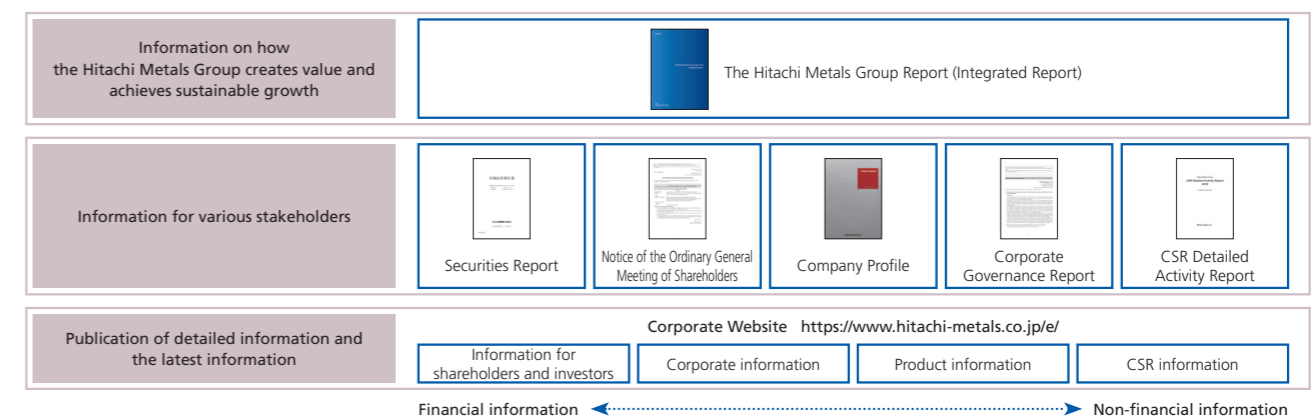 Information on how
the Hitachi Metals Group creates value and
achieves sustainable growth
The Hitachi Metals Group Report (Integrated Report)
Information for various stakeholders
Securities Report
Notice of the Ordinary General
Meeting of Shareholders
Company Profile
Corporate
Governance Report
CSR Detailed
Activity Report
Publication of detailed information and
the latest information
Corporate Website https://www.hitachi-metals.co.jp/e/
Information for
shareholders and investors
Corporate information
Product information
CSR information
Financial information
Non-financial information